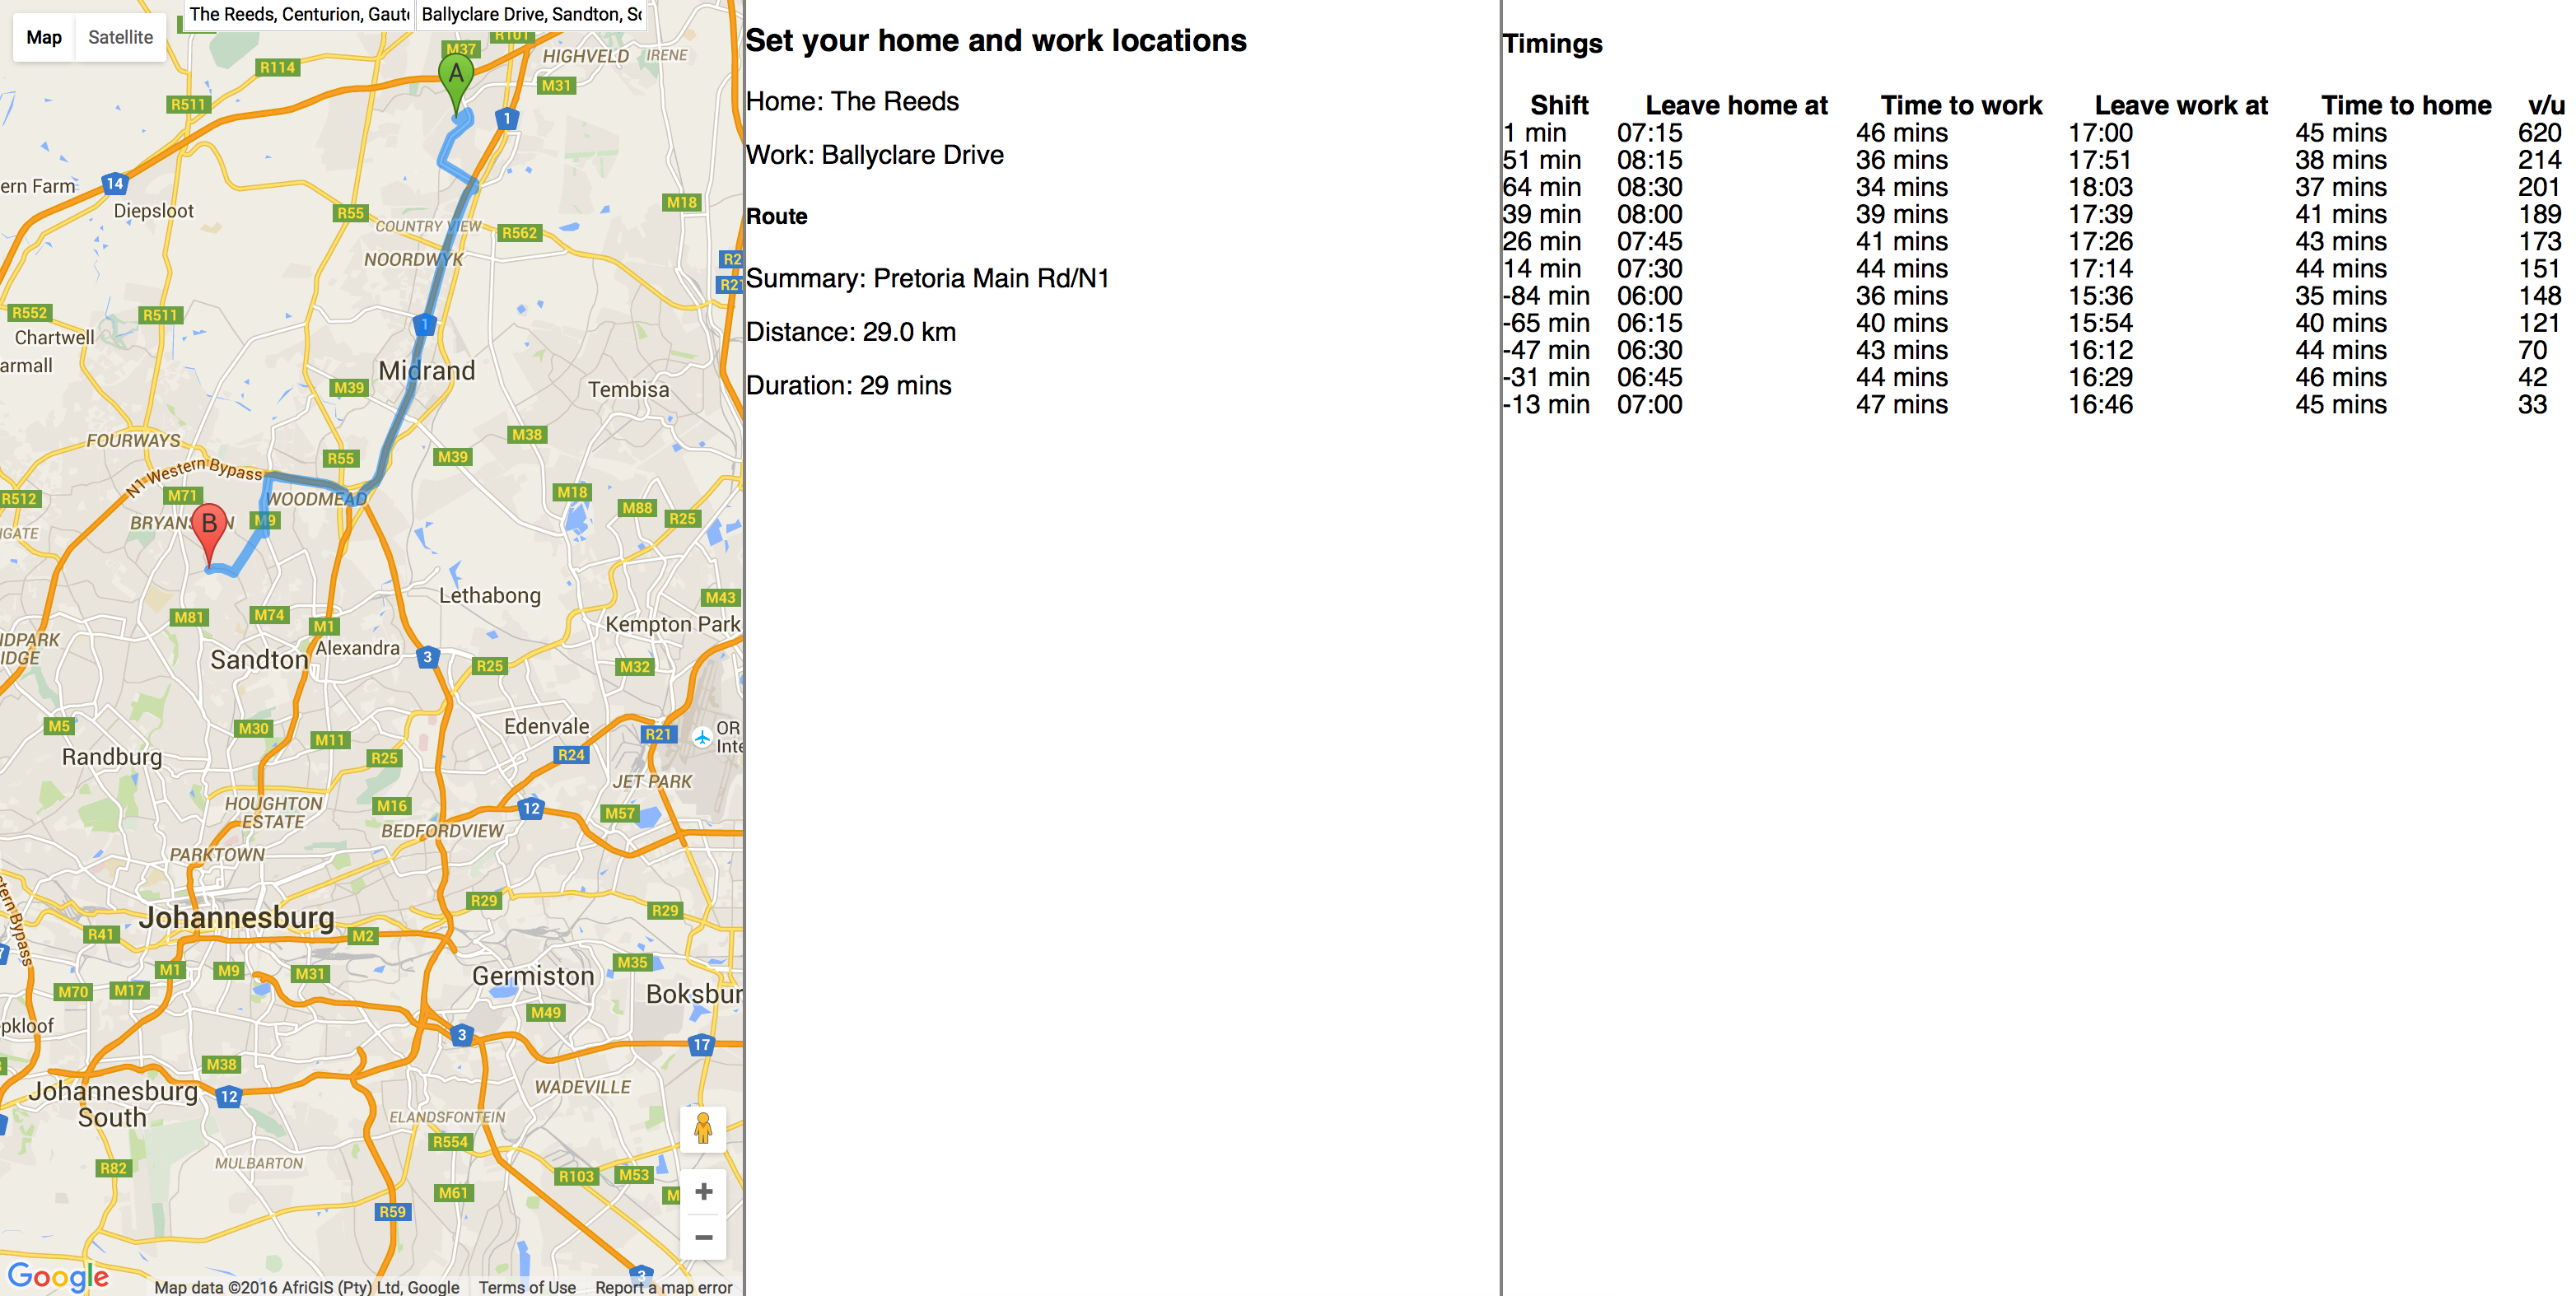 The Reeds, Centurion, Gaut
Ballyclare Drive, Sandton, S
Map Satellite
M37
R101
HIGHVELD IRENE
R114
A
M31
R511
1
ern Farm
14
Diepsloot
M18
R55
COUNTRY VIEW
R562
NOORDWYK
R2
R21
R552
R511
Chartwell
1
armall
Midrand
M39
Tembisa
FOURWAYS
M38
R55
M39
N1 Western Bypass
R512
M71
WOODMEAD
M18
M88
R25
BRYANS N
B
M9
IGATE
Lethabong
M43
M81
M74
M1
Kempton Park
IDPARK
IDGE
Sandton
Alexandra
3
R25
M32
M5
M30
M11
Edenvale
R21
OR
Inte
R24
Randburg
R25
JET PARK
HOUGHTON
ESTATE
M16
12
M57
BEDFORDVIEW
PARKTOWN
stern Bypass
R29
R29
Johannesburg
R41
M2
M1
M9
M31
Germiston
M35
M70
M17
Boksbur
M49
pkloof
3
17
M38
Johannesburg
South
12
WADEVILLE
ELANDSFONTEIN
R554
MULBARTON
R82
R103
M53
M61
M
R59
+
−
3
Google
Map data ©2016 AfriGIS (Pty) Ltd, Google Terms of Use Report a map error
Set your home and work locations
Home: The Reeds
Work: Ballyclare Drive
Route
Summary: Pretoria Main Rd/N1
Distance: 29.0 km
Duration: 29 mins
Timings
Shift Leave home at Time to work Leave work at Time to home v/u
1 min 07:15 46 mins 17:00 45 mins 620
51 min 08:15 36 mins 17:51 38 mins 214
64 min 08:30 34 mins 18:03 37 mins 201
39 min 08:00 39 mins 17:39 41 mins 189
26 min 07:45 41 mins 17:26 43 mins 173
14 min 07:30 44 mins 17:14 44 mins 151
-84 min 06:00 36 mins 15:36 35 mins 148
-65 min 06:15 40 mins 15:54 40 mins 121
-47 min 06:30 43 mins 16:12 44 mins 70
-31 min 06:45 44 mins 16:29 46 mins 42
-13 min 07:00 47 mins 16:46 45 mins 33